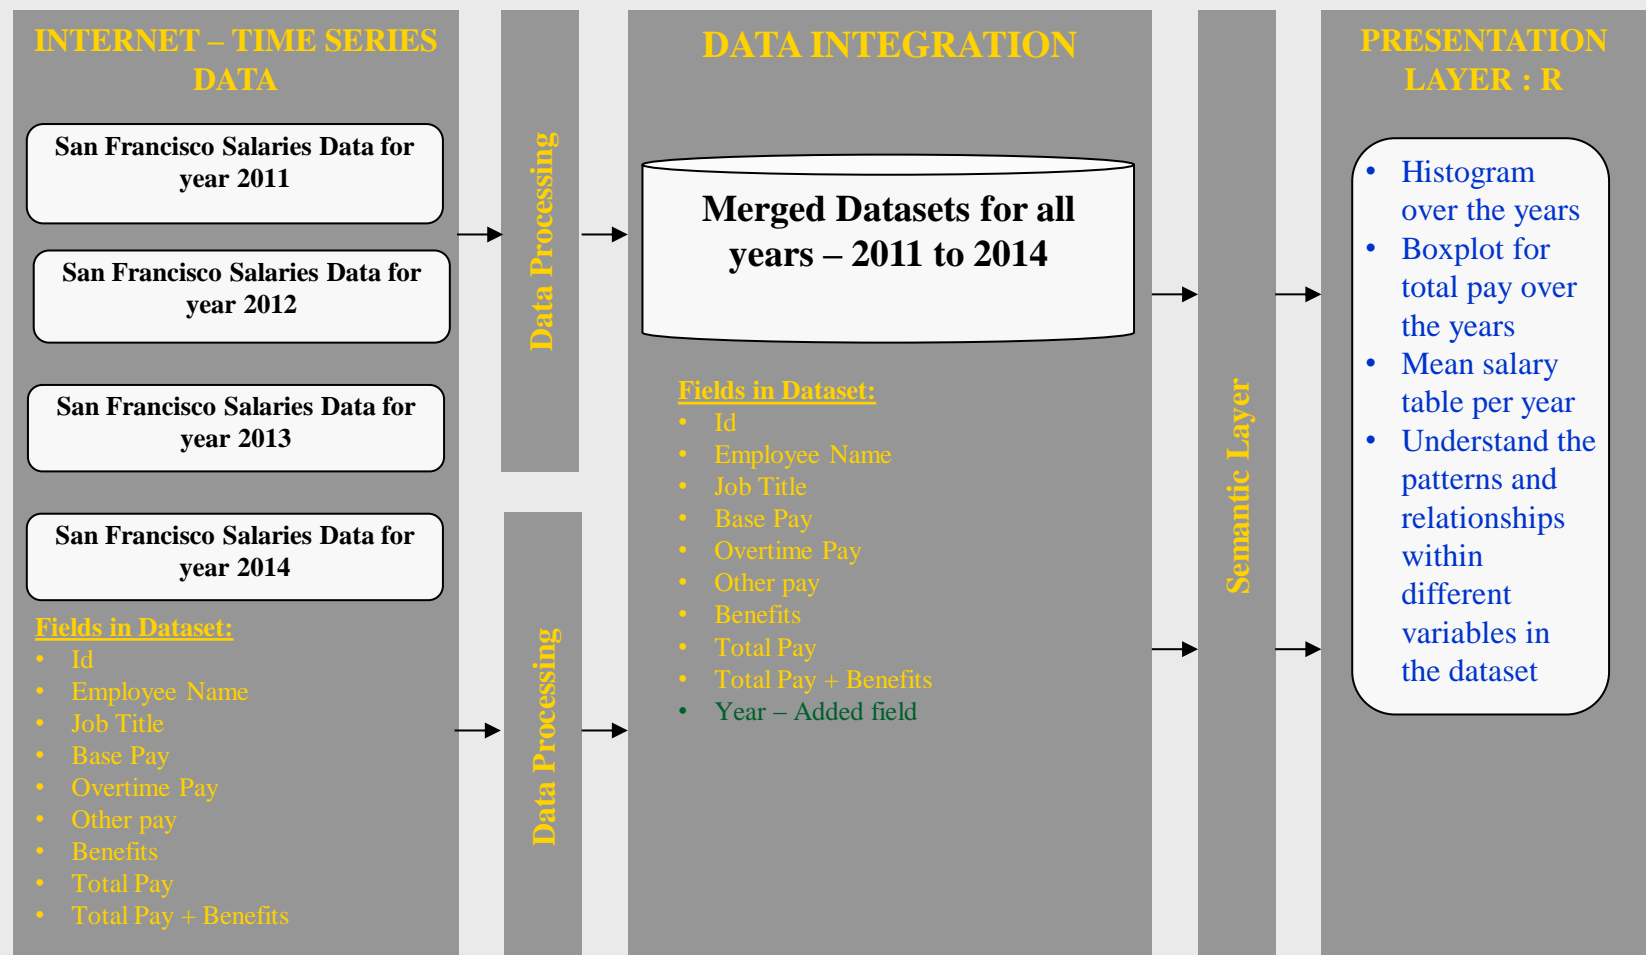 INTERNET – TIME SERIES
DATA
San Francisco Salaries Data for
year 2011
San Francisco Salaries Data for
year 2012
San Francisco Salaries Data for
year 2013
San Francisco Salaries Data for
year 2014
Fields in Dataset:
• Id
• Employee Name
• Job Title
• Base Pay
• Overtime Pay
• Other pay
• Benefits
• Total Pay
• Total Pay + Benefits
Data Processing
Data Processing
DATA INTEGRATION
Merged Datasets for all
years – 2011 to 2014
Fields in Dataset:
• Id
• Employee Name
• Job Title
• Base Pay
• Overtime Pay
• Other pay
• Benefits
• Total Pay
• Total Pay + Benefits
• Year – Added field
Semantic Layer
PRESENTATION
LAYER : R
• Histogram
over the years
• Boxplot for
total pay over
the years
• Mean salary
table per year
• Understand the
patterns and
relationships
within
different
variables in
the dataset